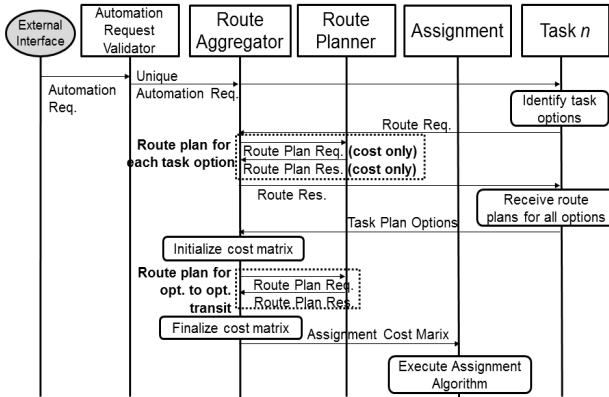 External
Interface
Automation
Request
Validator
Route
Aggregator
Route
Planner
Assignment
Task n
Automation
Req.
Unique
Automation Req.
Identify task
options
Route Req.
Route plan for
each task option
Route Plan Req. (cost only)
Route Plan Res. (cost only)
Route Res.
Receive route
plans for all options
Task Plan Options
Initialize cost matrix
Route plan for
opt. to opt.
transit
Route Plan Req.
Route Plan Res.
Finalize cost matrix
Assignment Cost Marix
Execute Assignment
Algorithm